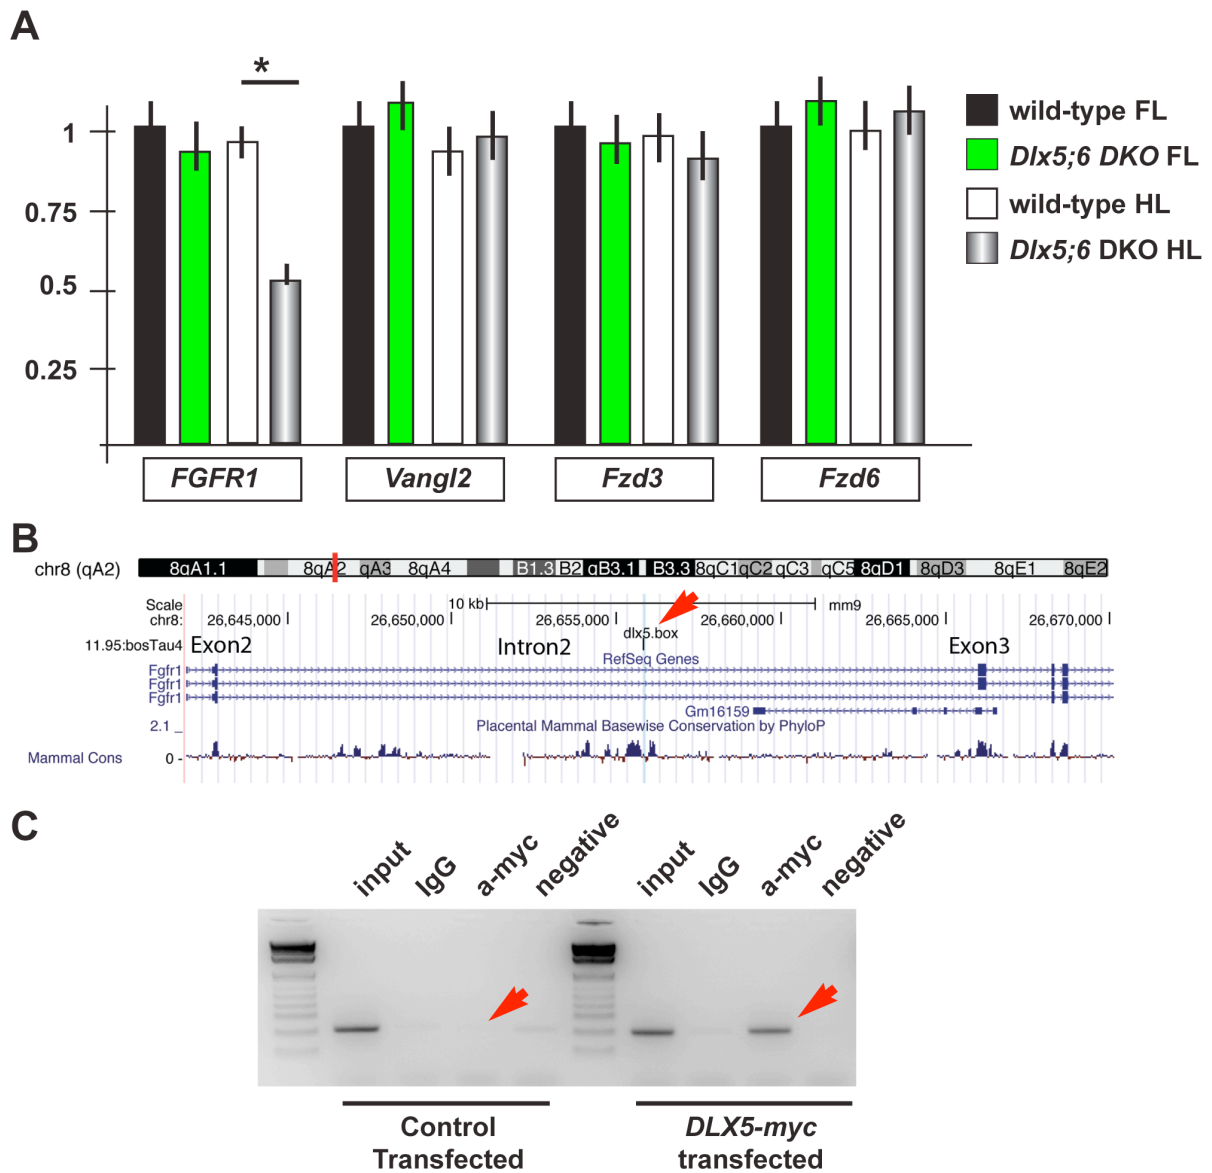 A
*
1
0.75
0.5
0.25
wild-type FL
Dlx5;6 DKO FL
wild-type HL
Dlx5;6 DKO HL
FGFR1 Vangl2 Fzd3 Fzd6
B
chr8 (qA2) 8qA1.1 8qA2 qA3 8qA4 B1.3 B2 qB3.1 B3.3 8qC1 qC2 qC3 qC5 8qD1 8qD3 8qE1 8qE2
Scale 10 kb mm9
chr8: 26,645,000 26,650,000 26,655,000 26,660,000 26,665,000 26,670,000
dlx5.box
11.95:bosTau4 Exon2 Intron2 Exon3
RefSeq Genes
Fgfr1
Fgfr1
Fgfr1
Gm16159
2.1 _ Placental Mammal Basewise Conservation by PhyloP
Mammal Cons 0 -
C
input IgG a-myc negative input IgG a-myc negative
Control DLX5-myc
Transfected transfected